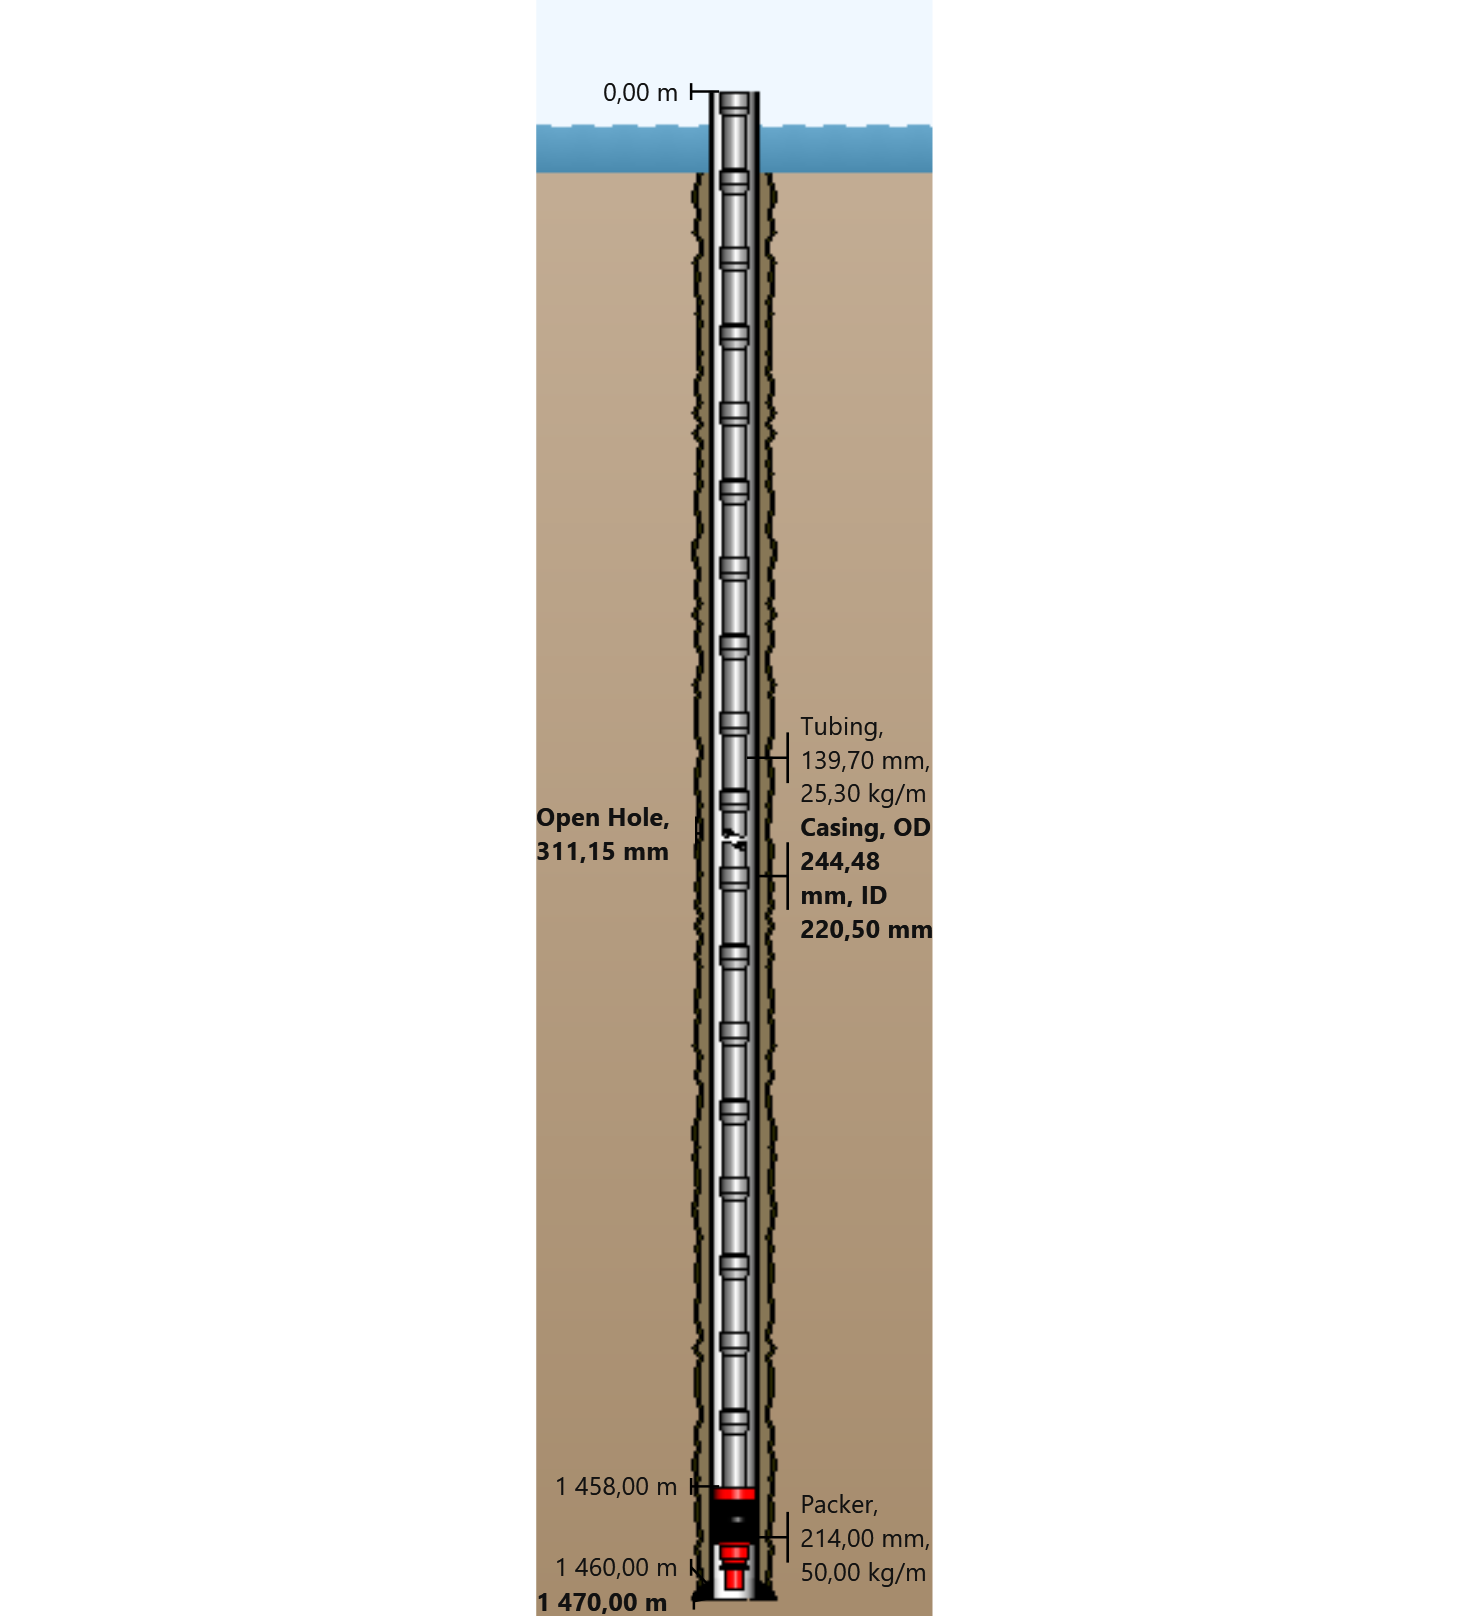 0,00 m
Tubing,
139,70 mm,
25,30 kg/m
Open Hole,
311,15 mm
Casing, OD
244,48
mm, ID
220,50 mm
1 458,00 m
Packer,
214,00 mm,
50,00 kg/m
1 460,00 m
1 470,00 m